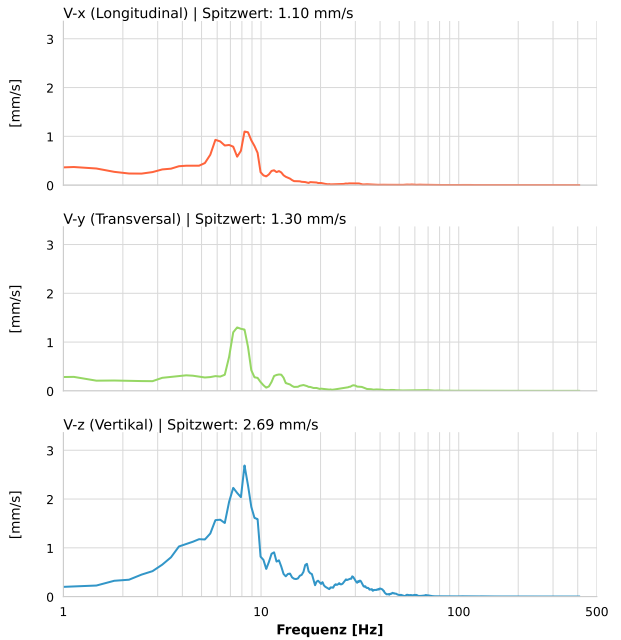 V-x (Longitudinal) | Spitzwert: 1.10 mm/s
3
2
1
0
[mm/s]
V-y (Transversal) | Spitzwert: 1.30 mm/s
3
2
1
0
[mm/s]
V-z (Vertikal) | Spitzwert: 2.69 mm/s
3
2
1
0
[mm/s]
1 10 100 500
Frequenz [Hz]